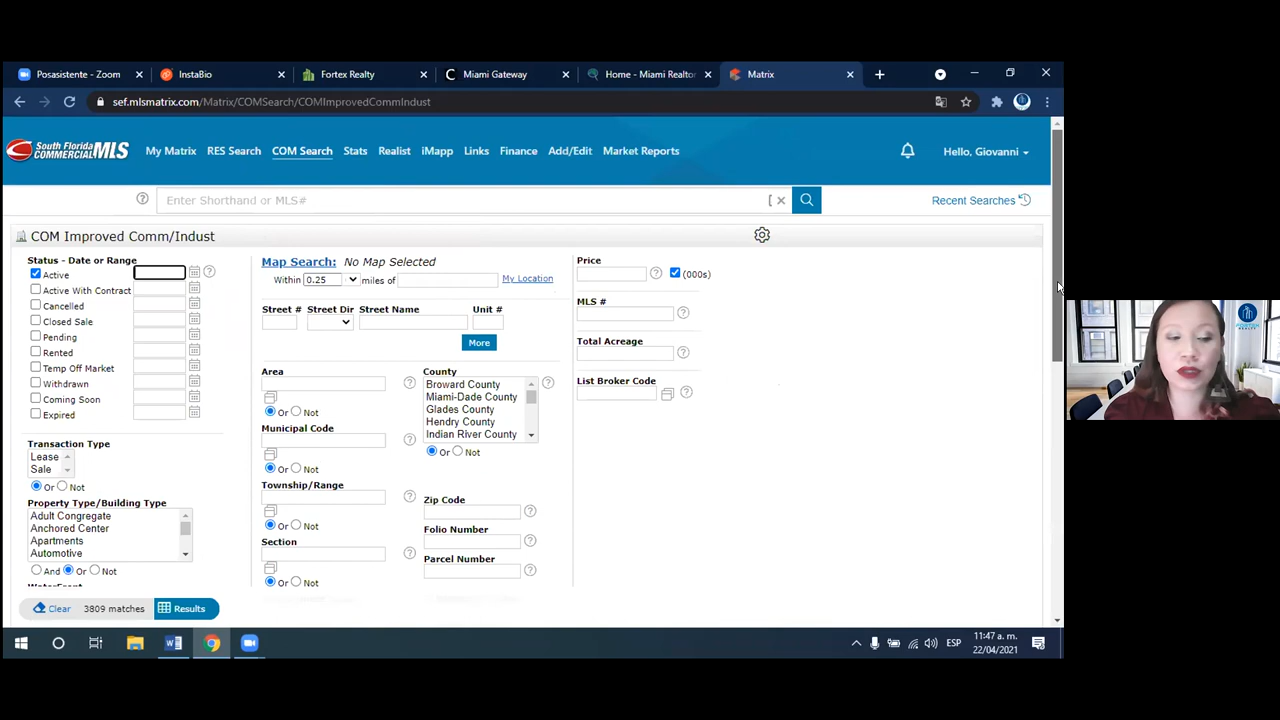 Posasistente - Zoom
InstaBio
Fortex Realty
Miami Gateway
Home - Miami Realtor
Matrix
sef.mlsmatrix.com/Matrix/COMSearch/COMImprovedCommIndust
South Florida
COMMERCIAL MLS
My Matrix
RES Search
COM Search
Stats
Realist
iMapp
Links
Finance
Add/Edit
Market Reports
Hello, Giovanni
Enter Shorthand or MLS#
Recent Searches
COM Improved Comm/Indust
Status - Date or Range
Active
Active With Contract
Cancelled
Closed Sale
Pending
Rented
Temp Off Market
Withdrawn
Coming Soon
Expired
Transaction Type
Lease
Sale
Or Not
Property Type/Building Type
Adult Congregate
Anchored Center
Apartments
Automotive
And Or Not
WaterFront
Map Search: No Map Selected
Within 0.25 miles of My Location
Street # Street Dir Street Name Unit #
More
Area
Or Not
Municipal Code
Or Not
Township/Range
Or Not
Section
Or Not
County
Broward County
Miami-Dade County
Glades County
Hendry County
Indian River County
Or Not
Zip Code
Folio Number
Parcel Number
Price
(000s)
MLS #
Total Acreage
List Broker Code
Clear 3809 matches Results
ESP
11:47 a. m.
22/04/2021